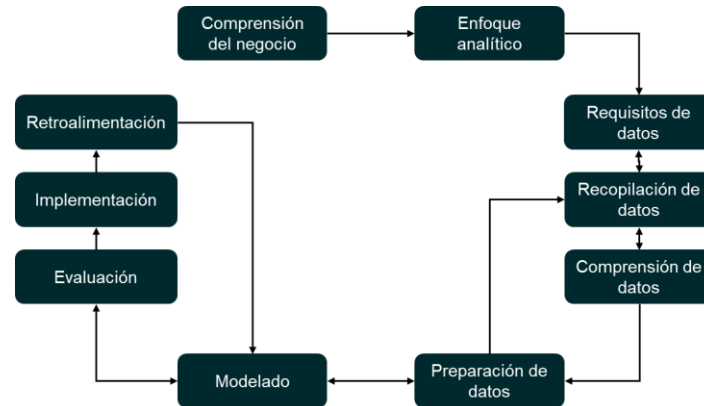 Comprensión
del negocio
Enfoque
analítico
Requisitos de
datos
Recopilación de
datos
Comprensión de
datos
Preparación de
datos
Modelado
Evaluación
Implementación
Retroalimentación